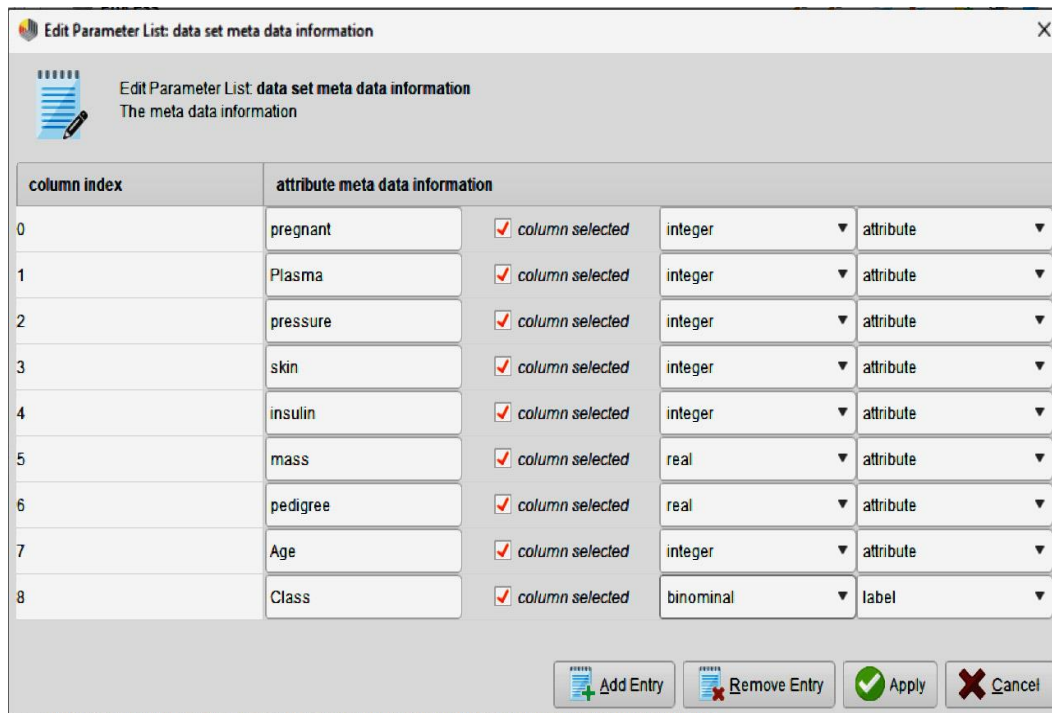 Edit Parameter List: data set meta data information
X
Edit Parameter List: data set meta data information
The meta data information
column index attribute meta data information
0 pregnant column selected integer attribute
1 Plasma column selected integer attribute
2 pressure column selected integer attribute
3 skin column selected integer attribute
4 insulin column selected integer attribute
5 mass column selected real attribute
6 pedigree column selected real attribute
7 Age column selected integer attribute
8 Class column selected binominal label
Add Entry Remove Entry Apply Cancel